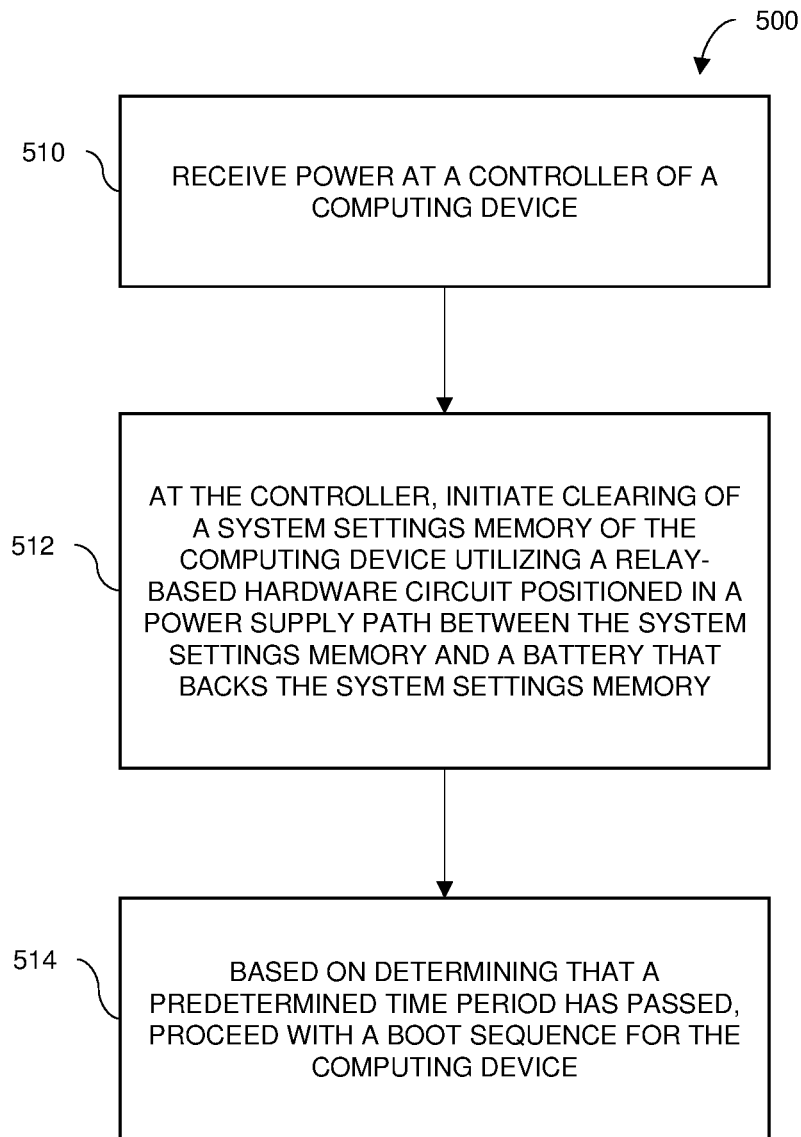 500
510
RECEIVE POWER AT A CONTROLLER OF A
COMPUTING DEVICE
512
AT THE CONTROLLER, INITIATE CLEARING OF
A SYSTEM SETTINGS MEMORY OF THE
COMPUTING DEVICE UTILIZING A RELAY-
BASED HARDWARE CIRCUIT POSITIONED IN A
POWER SUPPLY PATH BETWEEN THE SYSTEM
SETTINGS MEMORY AND A BATTERY THAT
BACKS THE SYSTEM SETTINGS MEMORY
514
BASED ON DETERMINING THAT A
PREDETERMINED TIME PERIOD HAS PASSED,
PROCEED WITH A BOOT SEQUENCE FOR THE
COMPUTING DEVICE